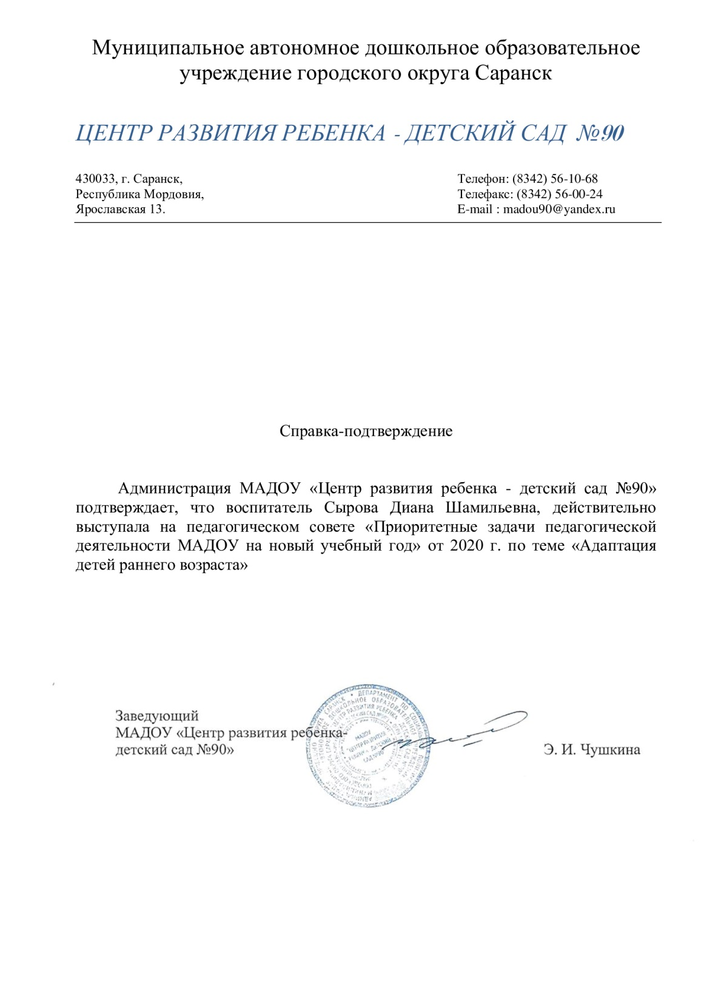 Муниципальное автономное дошкольное образовательное
учреждение городского округа Саранск
ЦЕНТР РАЗВИТИЯ РЕБЕНКА - ДЕТСКИЙ САД №90
430033, г. Саранск,
Республика Мордовия,
Ярославская 13.
Телефон: (8342) 56-10-68
Телефакс: (8342) 56-00-24
E-mail : madou90@yandex.ru
Справка-подтверждение
Администрация МАДОУ «Центр развития ребенка - детский сад №90»
подтверждает, что воспитатель Сырова Диана Шамильевна, действительно
выступала на педагогическом совете «Приоритетные задачи педагогической
деятельности МАДОУ на новый учебный год» от 2020 г. по теме «Адаптация
детей раннего возраста»
Заведующий
МАДОУ «Центр развития ребенка-
детский сад №90»
Э. И. Чушкина
МАДОУ
"ЦЕНТР РАЗВИТИЯ